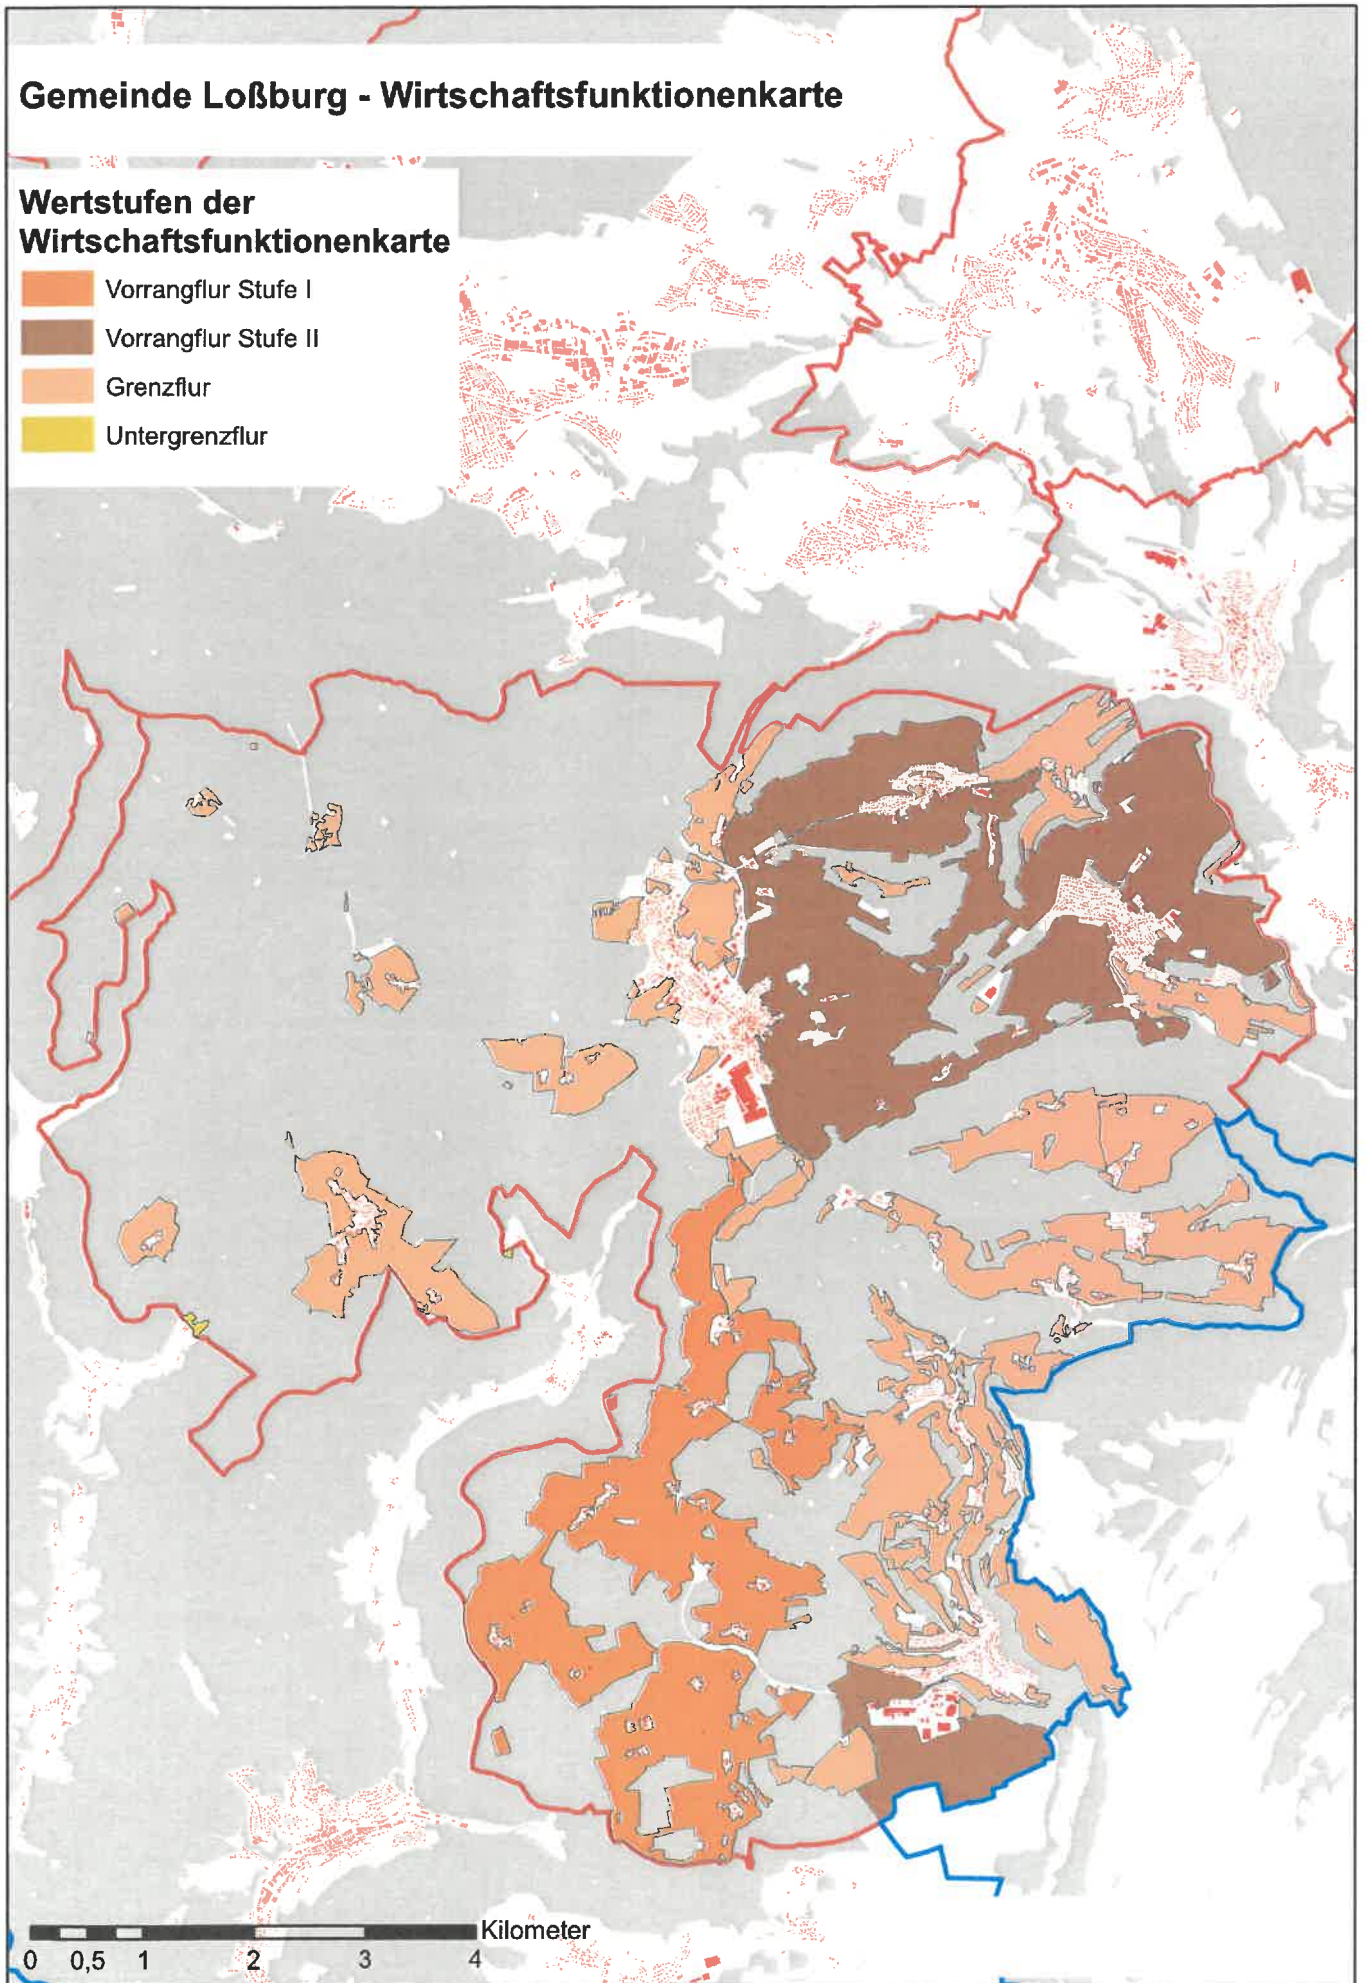 Gemeinde Loßburg - Wirtschaftsfunktionenkarte
Wertstufen der
Wirtschaftsfunktionenkarte
Vorrangflur Stufe I
Vorrangflur Stufe II
Grenzflur
Untergrenzflur
Kilometer
0 0,5 1 2 3 4